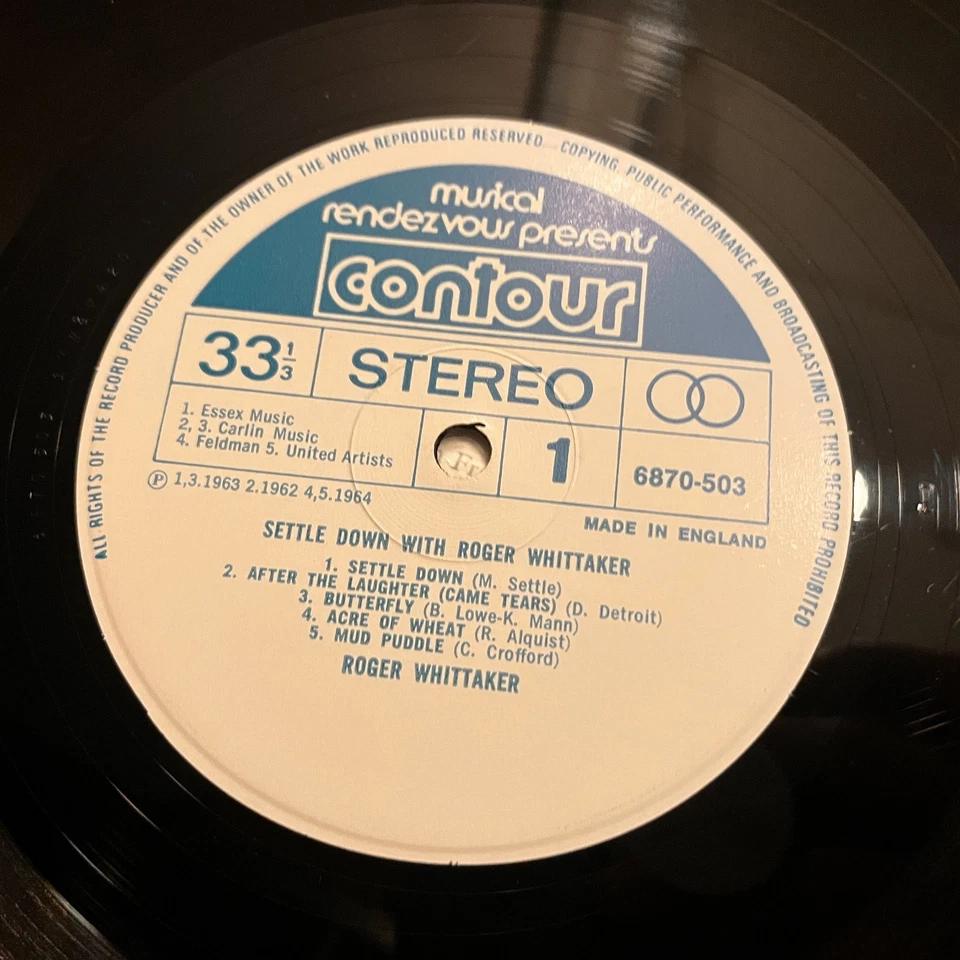 ALL RIGHTS OF THE RECORD PRODUCER AND OF THE OWNER OF THE WORK REPRODUCED RESERVED COPYING, PUBLIC PERFORMANCE AND BROADCASTING OF THIS RECORD PROHIBITED
musical
rendezvous presents
contour
33 1/3
STEREO
1. Essex Music
2, 3. Carlin Music
4. Feldman 5. United Artists
1
6870-503
Ⓟ 1,3.1963 2.1962 4,5.1964
MADE IN ENGLAND
SETTLE DOWN WITH ROGER WHITTAKER
1. SETTLE DOWN (M. Settle)
2. AFTER THE LAUGHTER (CAME TEARS) (D. Detroit)
3. BUTTERFLY (B. Lowe-K. Mann)
4. ACRE OF WHEAT (R. Alquist)
5. MUD PUDDLE (C. Crofford)
ROGER WHITTAKER